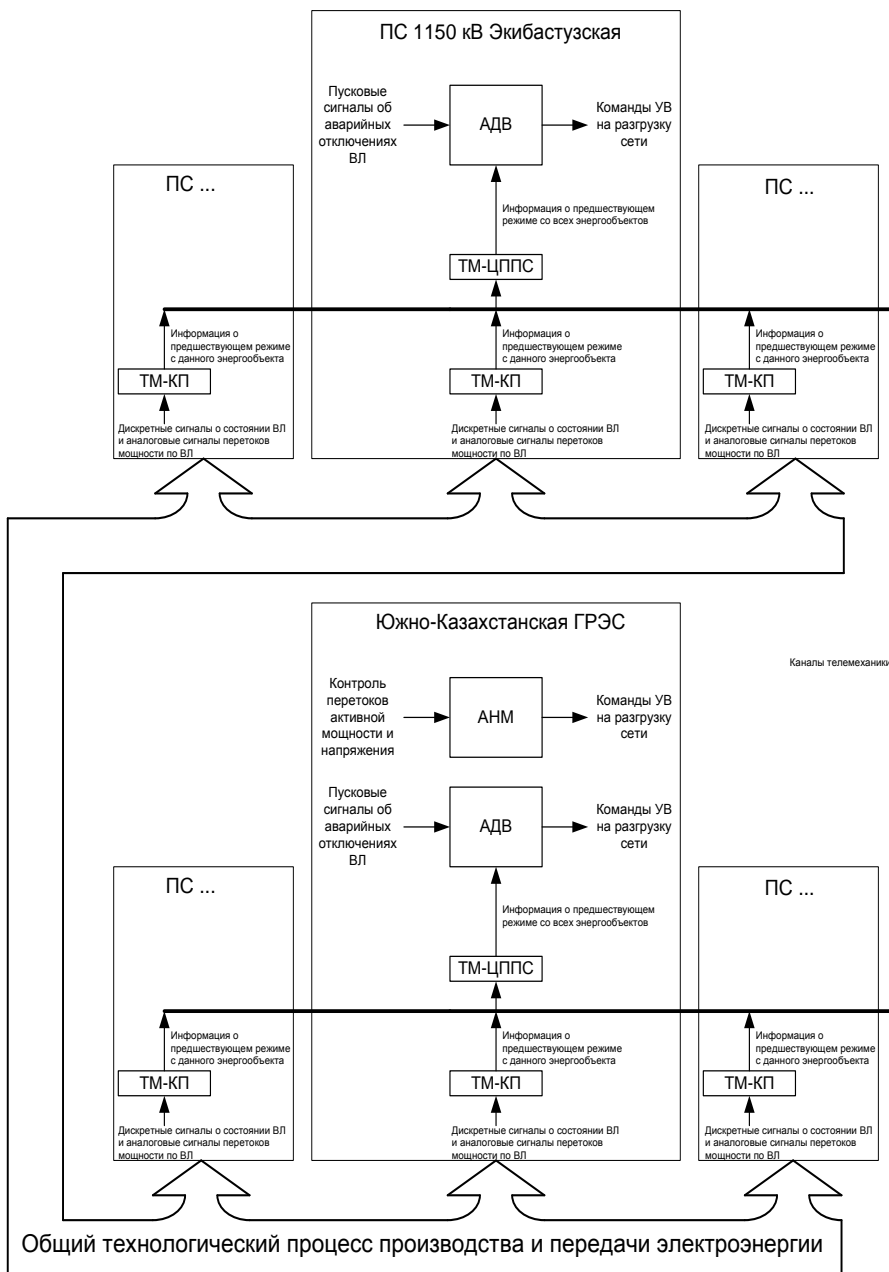 ПС 1150 кВ Экибастузская
Пусковые
сигналы об
аварийных
отключениях
ВЛ
АДВ
Команды УВ
на разгрузку
сети
Информация о предшествующем
режиме со всех энергообъектов
ТМ-ЦППС
ПС ...
Информация о
предшествующем режиме
с данного энергообъекта
ТМ-КП
Дискретные сигналы о состоянии ВЛ
и аналоговые сигналы перетоков
мощности по ВЛ
Информация о
предшествующем режиме
с данного энергообъекта
ТМ-КП
Дискретные сигналы о состоянии ВЛ
и аналоговые сигналы перетоков
мощности по ВЛ
ПС ...
Информация о
предшествующем режиме
с данного энергообъекта
ТМ-КП
Дискретные сигналы о состоянии ВЛ
и аналоговые сигналы перетоков
мощности по ВЛ
Каналы телемеханики
Южно-Казахстанская ГРЭС
Контроль
перетоков
активной
мощности и
напряжения
АНМ
Команды УВ
на разгрузку
сети
Пусковые
сигналы об
аварийных
отключениях
ВЛ
АДВ
Команды УВ
на разгрузку
сети
Информация о предшествующем
режиме со всех энергообъектов
ТМ-ЦППС
ПС ...
Информация о
предшествующем режиме
с данного энергообъекта
ТМ-КП
Дискретные сигналы о состоянии ВЛ
и аналоговые сигналы перетоков
мощности по ВЛ
Информация о
предшествующем режиме
с данного энергообъекта
ТМ-КП
Дискретные сигналы о состоянии ВЛ
и аналоговые сигналы перетоков
мощности по ВЛ
ПС ...
Информация о
предшествующем режиме
с данного энергообъекта
ТМ-КП
Дискретные сигналы о состоянии ВЛ
и аналоговые сигналы перетоков
мощности по ВЛ
Общий технологический процесс производства и передачи электроэнергии